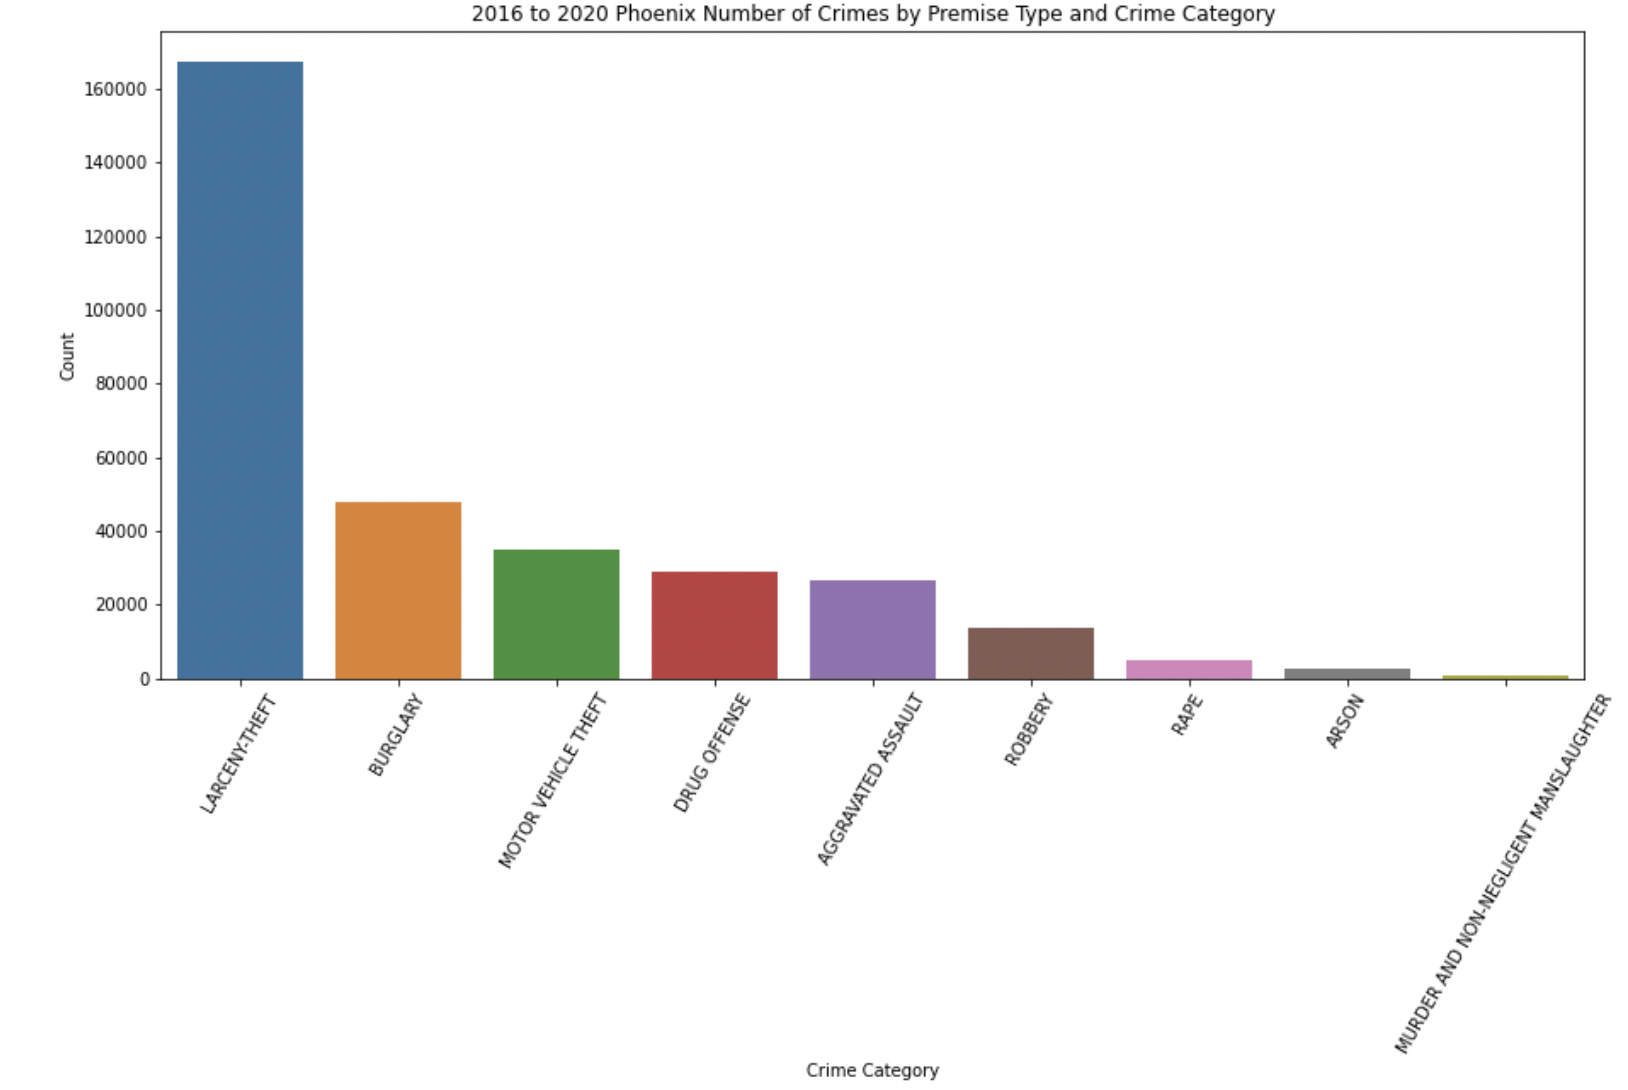 2016 to 2020 Phoenix Number of Crimes by Premise Type and Crime Category
160000
140000
120000
100000
80000
60000
40000
20000
0
Count
LARCENY-THEFT
BURGLARY
MOTOR VEHICLE THEFT
DRUG OFFENSE
AGGRAVATED ASSAULT
ROBBERY
RAPE
ARSON
MURDER AND NON-NEGLIGENT MANSLAUGHTER
Crime Category